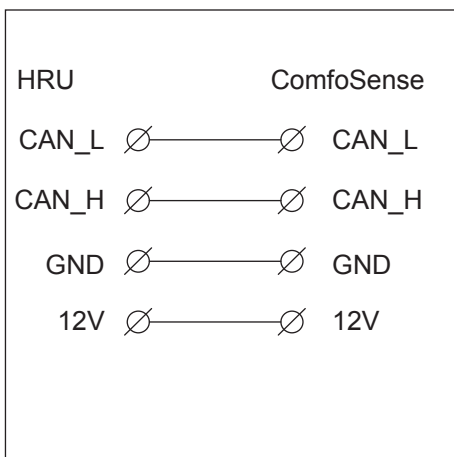 HRU ComfoSense
CAN_L CAN_L
CAN_H CAN_H
GND GND
12V 12V